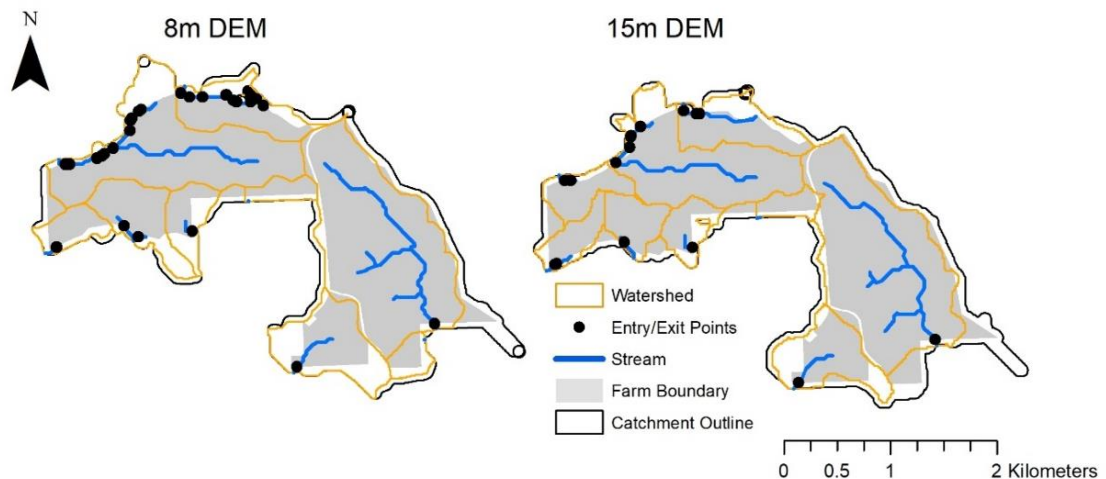 N
8m DEM
15m DEM
Watershed
Entry/Exit Points
Stream
Farm Boundary
Catchment Outline
0 0.5 1 2 Kilometers